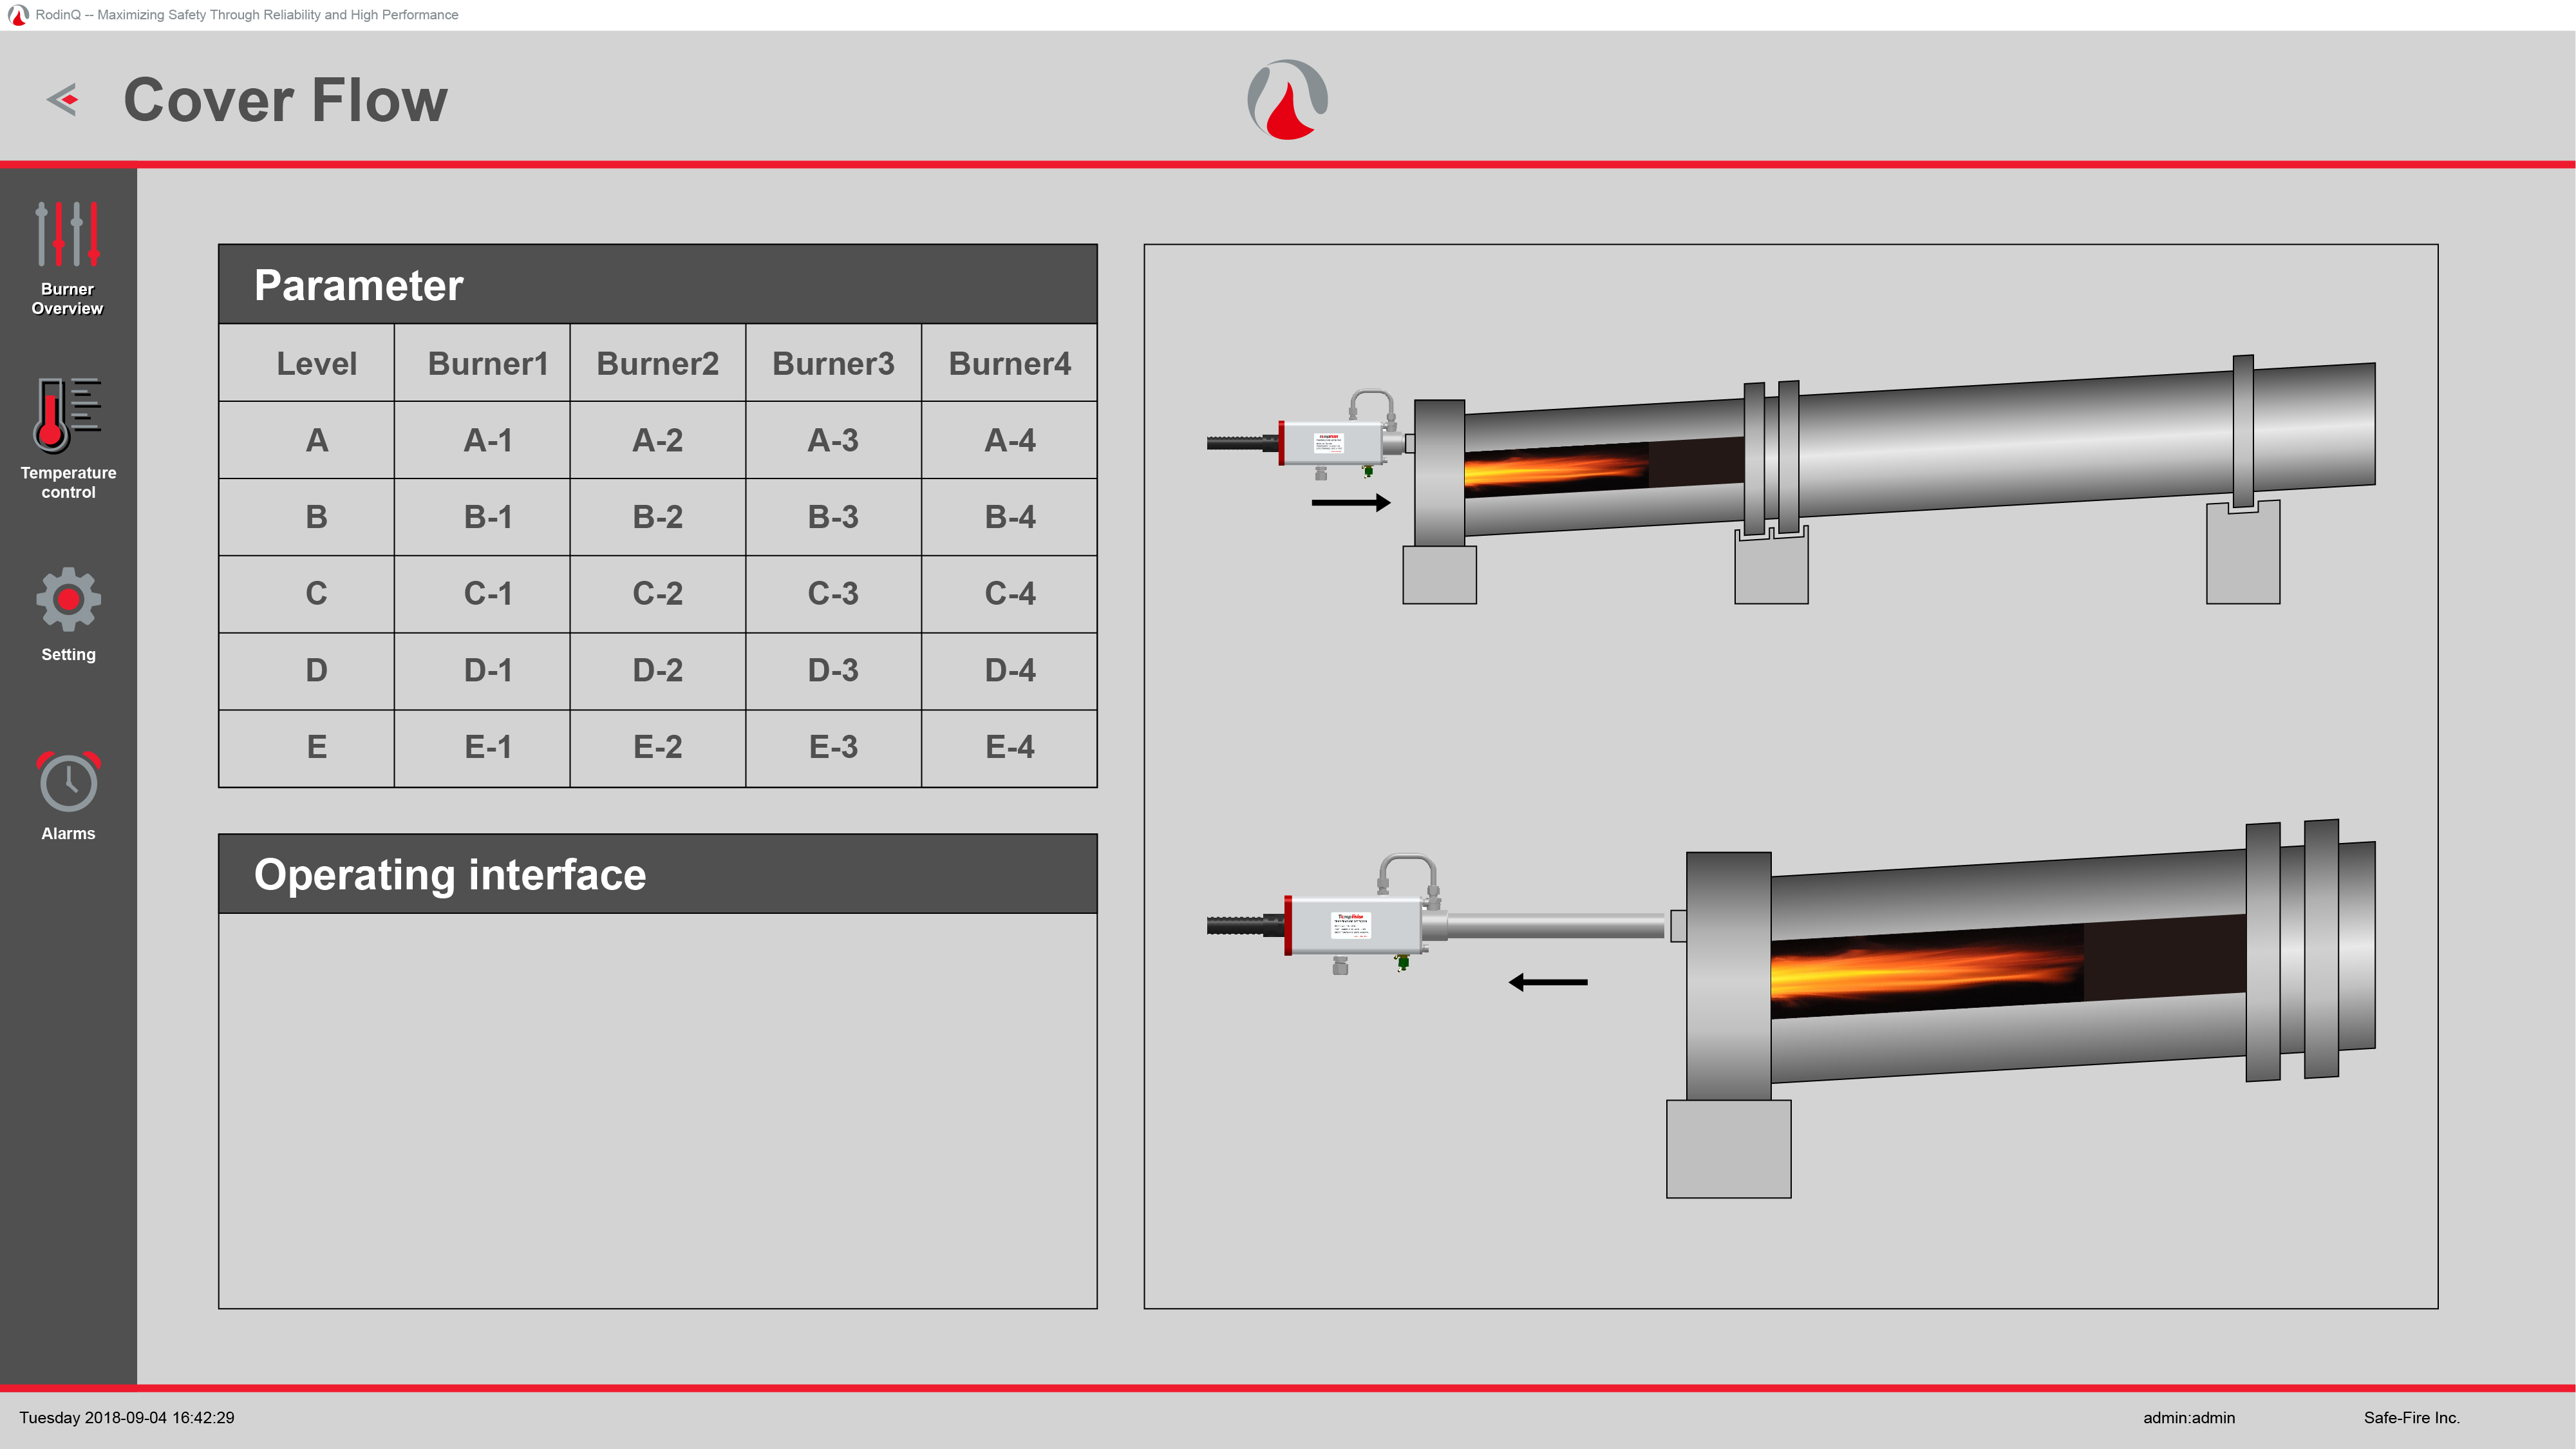 RodinQ -- Maximizing Safety Through Reliability and High Performance
Cover Flow
Burner
Overview
Temperature
control
Setting
Alarms
Parameter
Level Burner1 Burner2 Burner3 Burner4
A A-1 A-2 A-3 A-4
B B-1 B-2 B-3 B-4
C C-1 C-2 C-3 C-4
D D-1 D-2 D-3 D-4
E E-1 E-2 E-3 E-4
Operating interface
Tuesday 2018-09-04 16:42:29
admin:admin
Safe-Fire Inc.